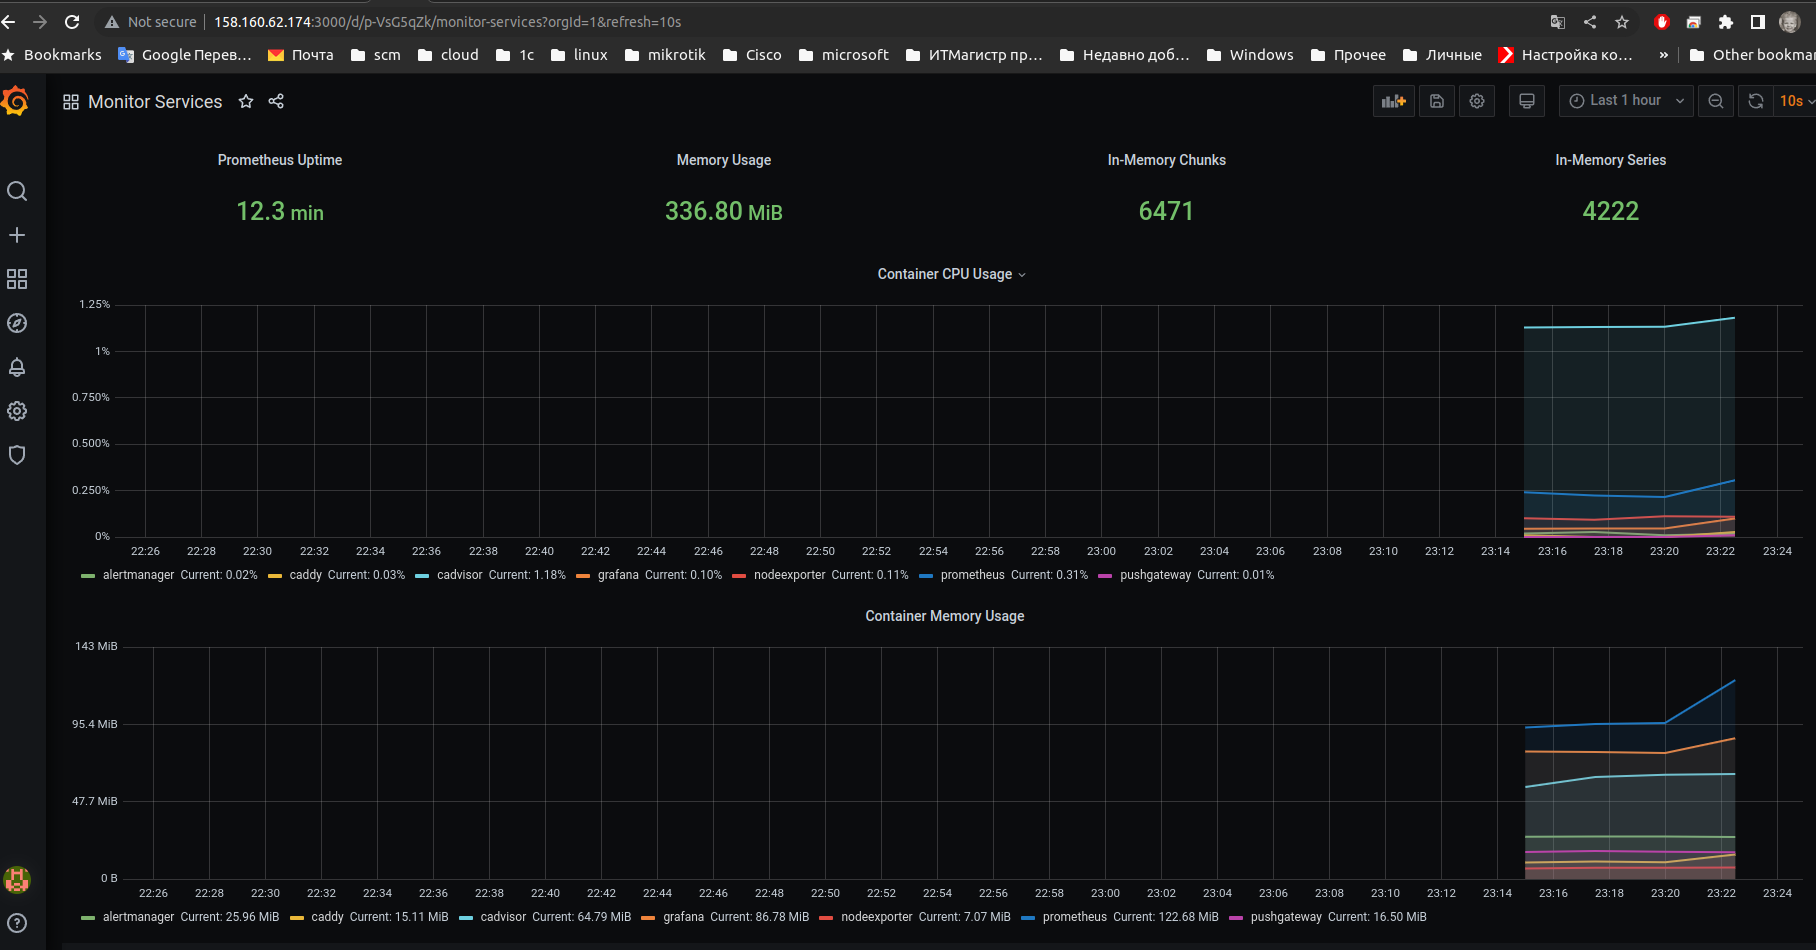 Not secure | 158.160.62.174:3000/d/p-VsG5qZk/monitor-services?orgId=1&refresh=10s
Bookmarks Google Перев... Почта scm cloud 1c linux mikrotik Cisco microsoft ИТМагистр пр... Недавно доб... Windows Прочее Личные Настройка ко... » Other bookmar
Monitor Services Last 1 hour 10s
Prometheus Uptime Memory Usage In-Memory Chunks In-Memory Series
12.3 min 336.80 MiB 6471 4222
Container CPU Usage
1.25%
1%
0.750%
0.500%
0.250%
0%
22:26 22:28 22:30 22:32 22:34 22:36 22:38 22:40 22:42 22:44 22:46 22:48 22:50 22:52 22:54 22:56 22:58 23:00 23:02 23:04 23:06 23:08 23:10 23:12 23:14 23:16 23:18 23:20 23:22 23:24
alertmanager Current: 0.02% caddy Current: 0.03% cadvisor Current: 1.18% grafana Current: 0.10% nodeexporter Current: 0.11% prometheus Current: 0.31% pushgateway Current: 0.01%
Container Memory Usage
143 MiB
95.4 MiB
47.7 MiB
0 B
22:26 22:28 22:30 22:32 22:34 22:36 22:38 22:40 22:42 22:44 22:46 22:48 22:50 22:52 22:54 22:56 22:58 23:00 23:02 23:04 23:06 23:08 23:10 23:12 23:14 23:16 23:18 23:20 23:22 23:24
alertmanager Current: 25.96 MiB caddy Current: 15.11 MiB cadvisor Current: 64.79 MiB grafana Current: 86.78 MiB nodeexporter Current: 7.07 MiB prometheus Current: 122.68 MiB pushgateway Current: 16.50 MiB